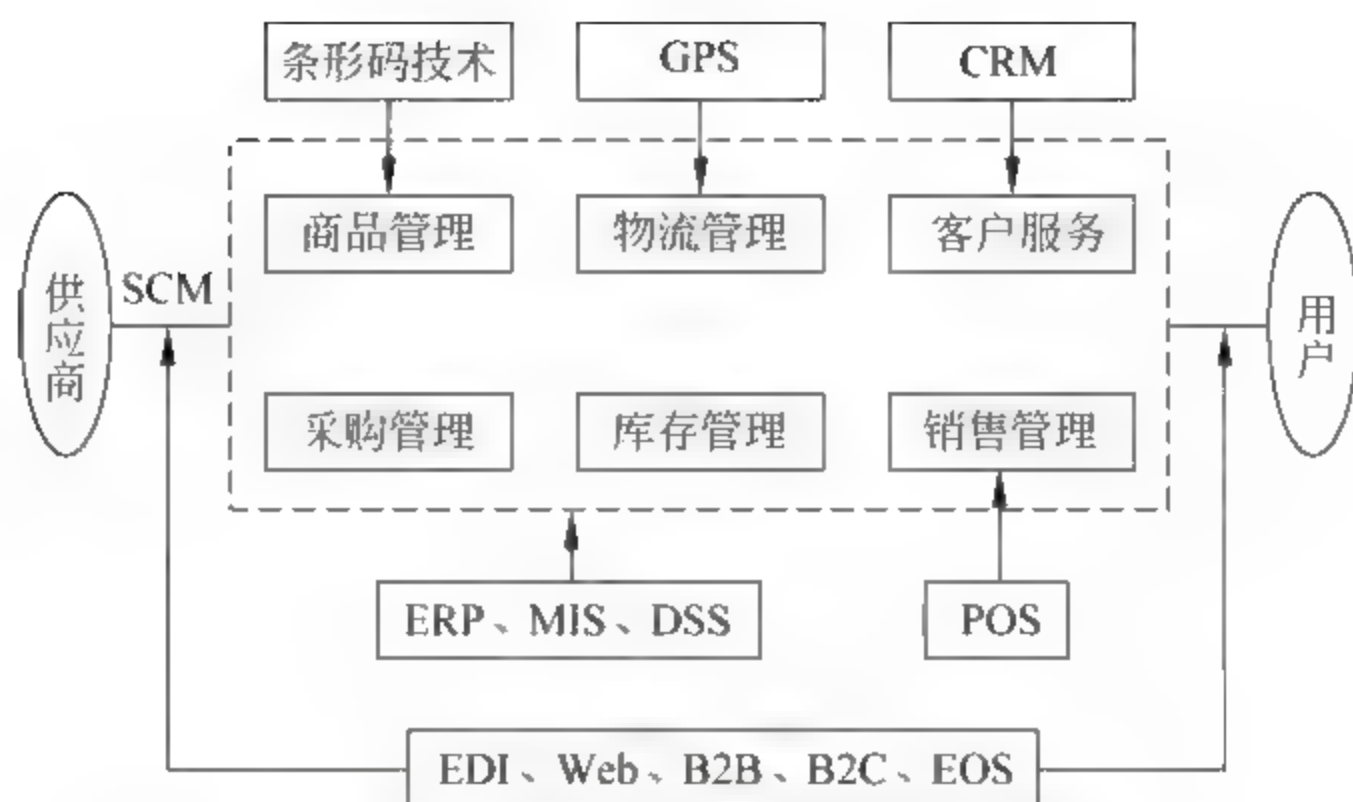 条形码技术
GPS
CRM
商品管理
物流管理
客户服务
供应商
SCM
用户
采购管理
库存管理
销售管理
ERP、MIS、DSS
POS
EDI、Web、B2B、B2C、EOS